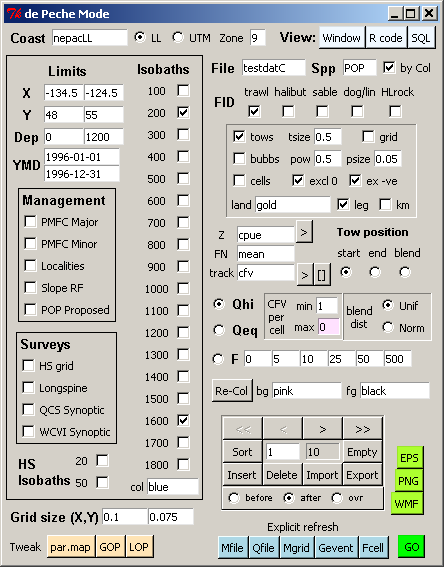 de Peche Mode
Coast nepacLL LL UTM Zone 9 View: Window R code SQL
Limits
X -134.5 -124.5
Y 48 55
Dep 0 1200
YMD 1996-01-01
1996-12-31
Management
PMFC Major
PMFC Minor
Localities
Slope RF
POP Proposed
Surveys
HS grid
Longspine
QCS Synoptic
WCVI Synoptic
HS Isobaths
20
50
Isobaths
100
200
300
400
500
600
700
800
900
1000
1100
1200
1300
1400
1500
1600
1700
1800
col blue
Grid size (X,Y) 0.1 0.075
Tweak par.map GOP LOP
File testdatC Spp POP by Col
FID trawl halibut sable dog/lin HLrock
tows tsize 0.5 grid
bubbs pow 0.5 psize 0.05
cells excl 0 ex -ve
land gold leg km
Z cpue >
FN mean
track cfv > []
Tow position
start end blend
Qhi
Qeq
CFV per cell
min 1
max 0
blend dist
Unif
Norm
F 0 5 10 25 50 500
Re-Col bg pink fg black
<< < > >>
Sort 1 10 Empty
Insert Delete Import Export
before after ovr
EPS
PNG
WMF
Explicit refresh
Mfile Qfile Mgrid Gevent Fcell GO